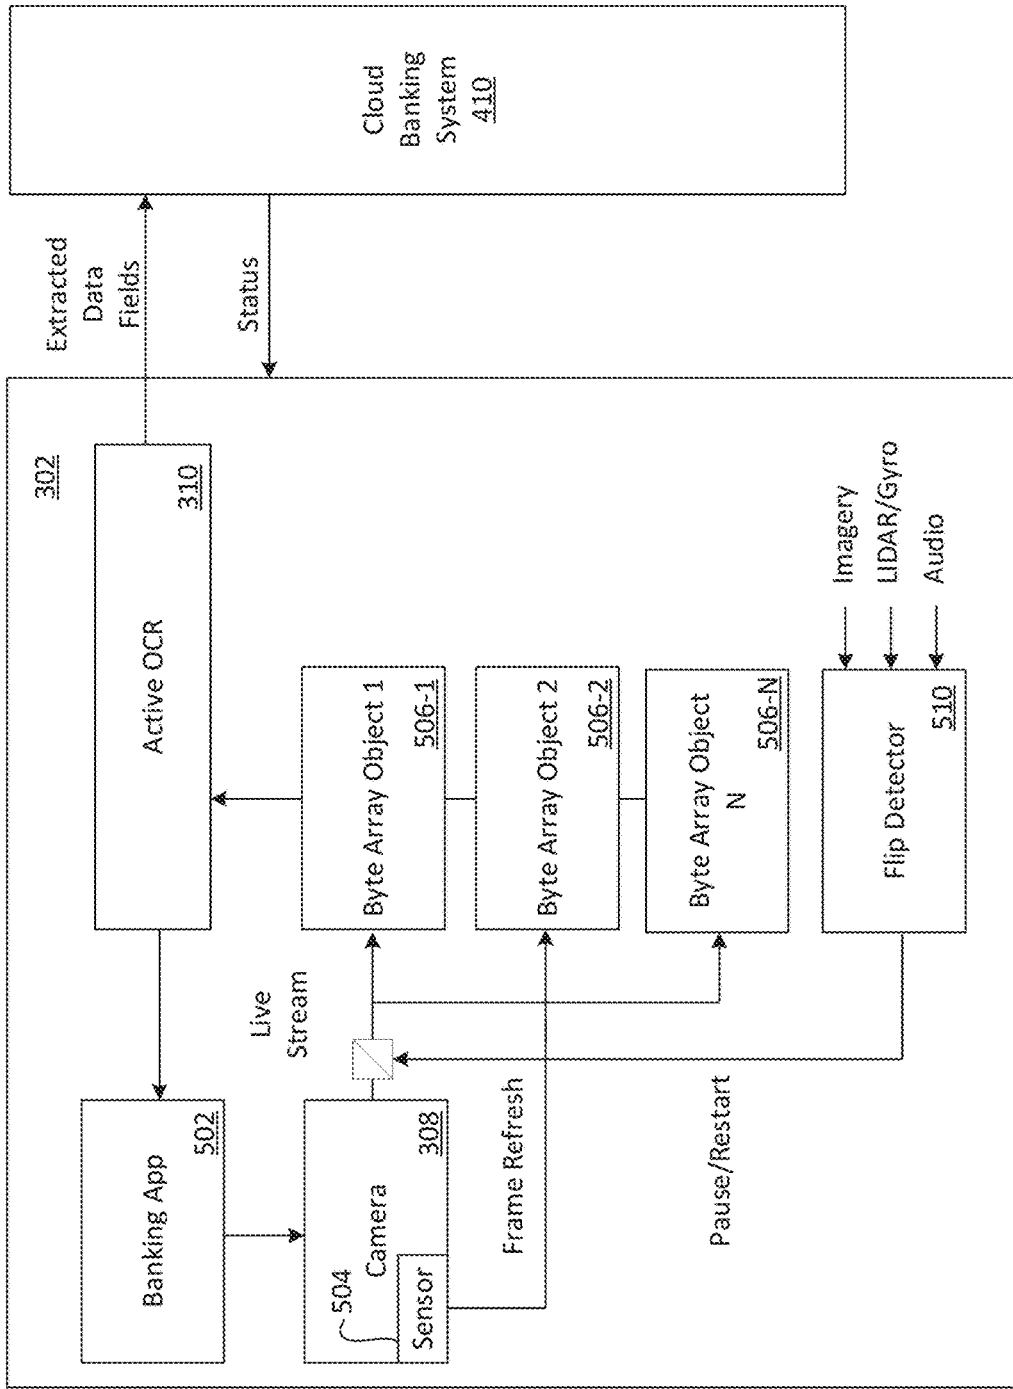 302
Banking App
502
504
Camera
Sensor
308
Live
Stream
Frame Refresh
Pause/Restart
Active OCR
310
Byte Array Object 1
506-1
Byte Array Object 2
506-2
Byte Array Object
N
506-N
Flip Detector
510
Imagery
LIDAR/Gyro
Audio
Extracted
Data
Fields
Status
Cloud
Banking
System
410